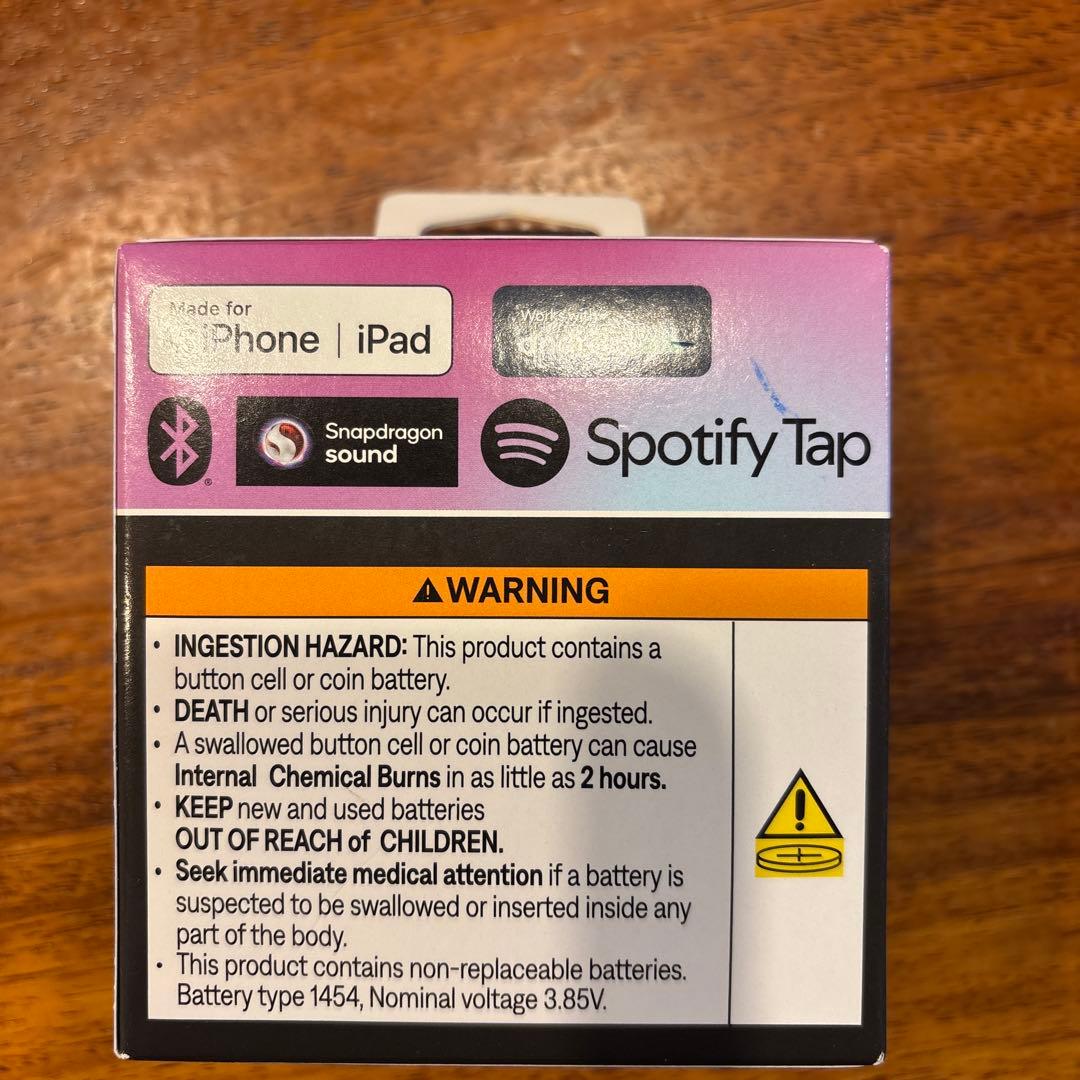 Made for
iPhone | iPad
Works with
Snapdragon
sound
Spotify Tap
WARNING
• INGESTION HAZARD: This product contains a
button cell or coin battery.
• DEATH or serious injury can occur if ingested.
• A swallowed button cell or coin battery can cause
Internal Chemical Burns in as little as 2 hours.
• KEEP new and used batteries
OUT OF REACH of CHILDREN.
• Seek immediate medical attention if a battery is
suspected to be swallowed or inserted inside any
part of the body.
• This product contains non-replaceable batteries.
Battery type 1454, Nominal voltage 3.85V.